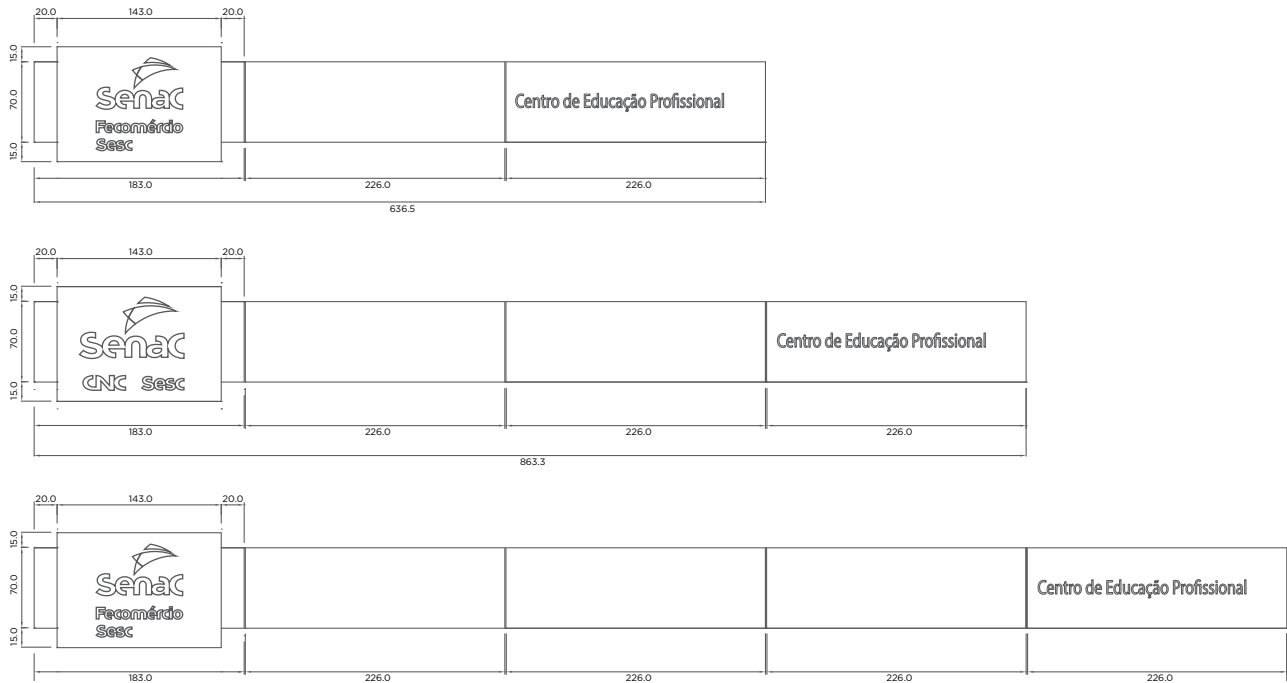 20.0 143.0 20.0
15.0
70.0
15.0
Senac
Fecomércio
Sesc
Centro de Educação Profissional
183.0 226.0 226.0
636.5
20.0 143.0 20.0
15.0
70.0
15.0
Senac
CNC Sesc
Centro de Educação Profissional
183.0 226.0 226.0 226.0
863.3
20.0 143.0 20.0
15.0
70.0
15.0
Senac
Fecomércio
Sesc
Centro de Educação Profissional
183.0 226.0 226.0 226.0 226.0